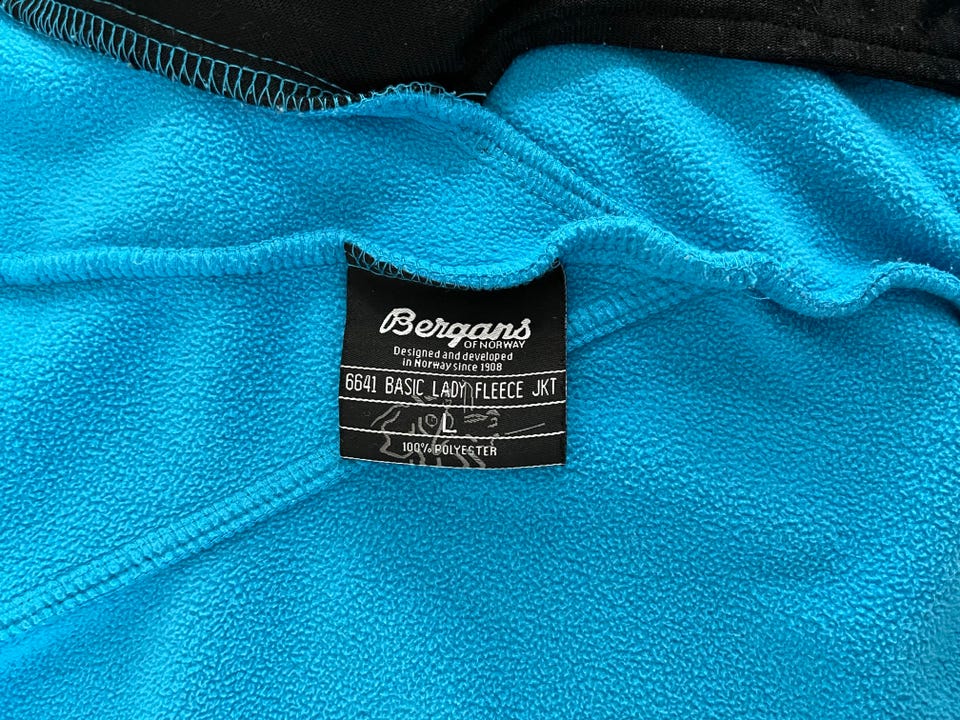 Bergans
OF NORWAY
Designed and developed
in Norway since 1908
6641 BASIC LADY FLEECE JKT
L
100% POLYESTER